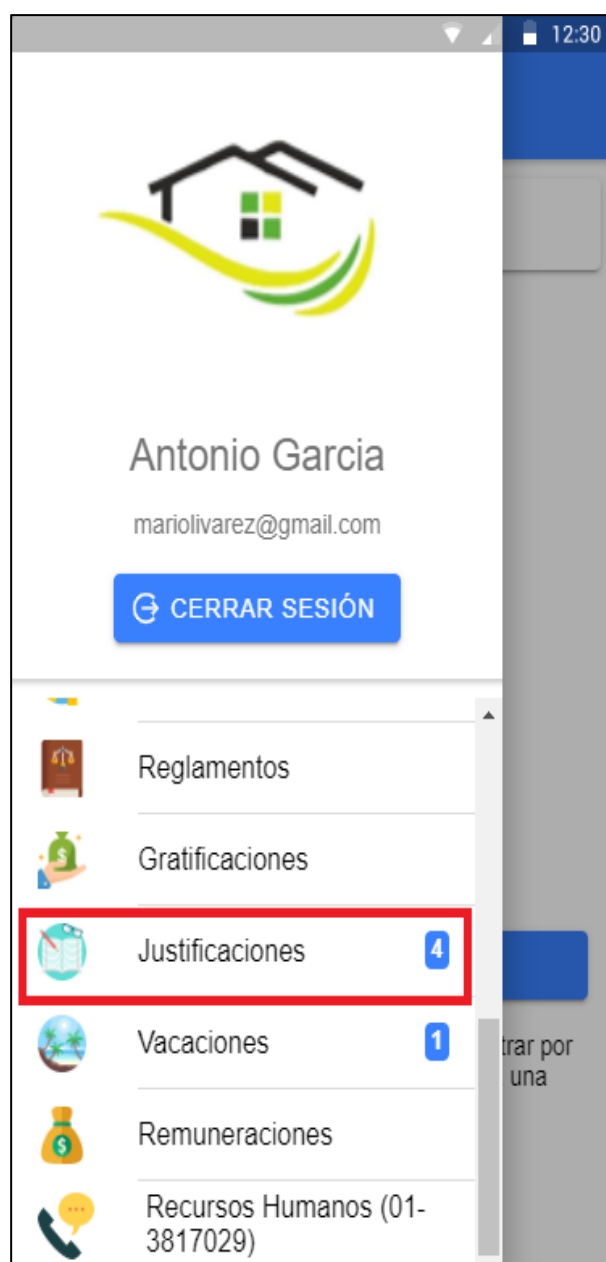 12:30
Antonio Garcia
mariolivarez@gmail.com
CERRAR SESIÓN
Reglamentos
Gratificaciones
Justificaciones 4
Vacaciones 1
trar por
una
Remuneraciones
Recursos Humanos (01-
3817029)